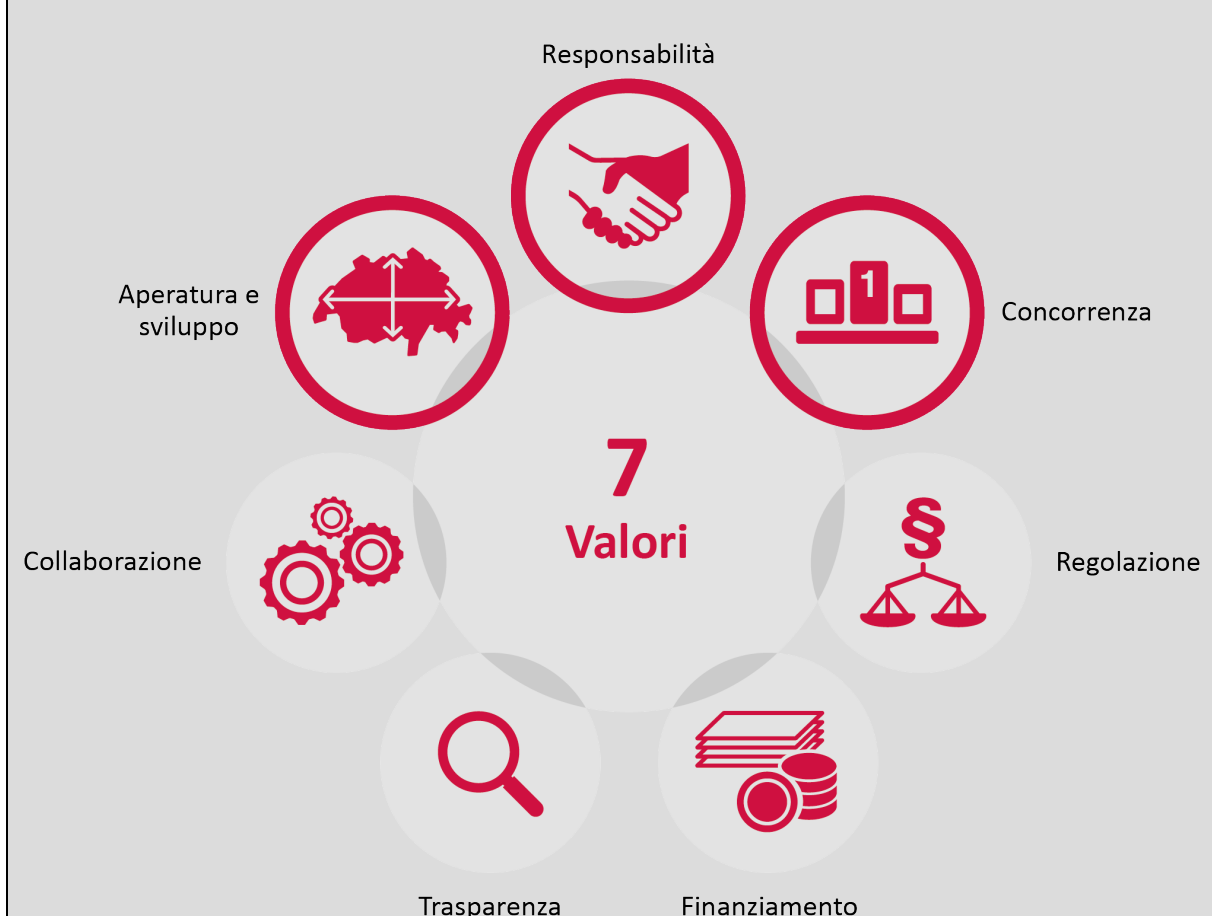 Responsabilità
Aperatura e
sviluppo
1
Concorrenza
7
Valori
§
Collaborazione
Regolazione
Trasparenza
Finanziamento